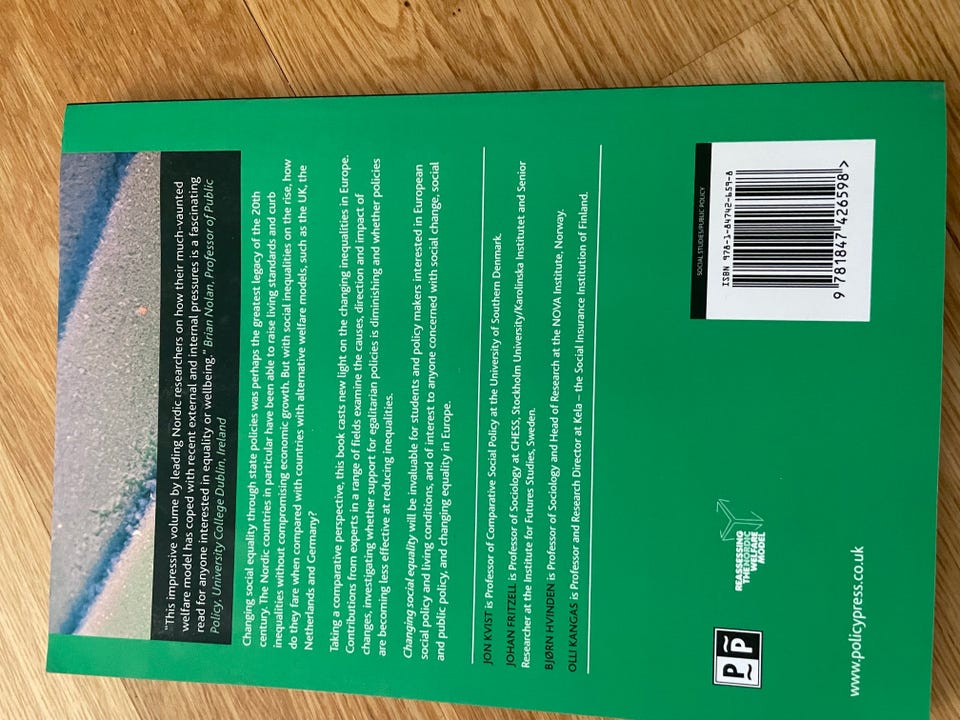 "This impressive volume by leading Nordic researchers on how their much-vaunted
welfare model has coped with recent external and internal pressures is a fascinating
read for anyone interested in equality or wellbeing." Brian Nolan, Professor of Public
Policy, University College Dublin, Ireland
Changing social equality through state policies was perhaps the greatest legacy of the 20th
century. The Nordic countries in particular have been able to raise living standards and curb
inequalities without compromising economic growth. But with social inequalities on the rise, how
do they fare when compared with countries with alternative welfare models, such as the UK, the
Netherlands and Germany?
Taking a comparative perspective, this book casts new light on the changing inequalities in Europe.
Contributions from experts in a range of fields examine the causes, direction and impact of
changes, investigating whether support for egalitarian policies is diminishing and whether policies
are becoming less effective at reducing inequalities.
Changing social equality will be invaluable for students and policy makers interested in European
social policy and living conditions, and of interest to anyone concerned with social change, social
and public policy, and changing equality in Europe.
JON KVIST is Professor of Comparative Social Policy at the University of Southern Denmark.
JOHAN FRITZELL is Professor of Sociology at CHESS, Stockholm University/Karolinska Institutet and Senior
Researcher at the Institute for Futures Studies, Sweden.
BJØRN HVINDEN is Professor of Sociology and Head of Research at the NOVA Institute, Norway.
OLLI KANGAS is Professor and Research Director at Kela – the Social Insurance Institution of Finland.
PP
REASSESSING
THENORDIC
WELFARE
MODEL
SOCIAL STUDIES/PUBLIC POLICY
ISBN 978-1-84742-659-8
9 781847 426598 >
www.policypress.co.uk